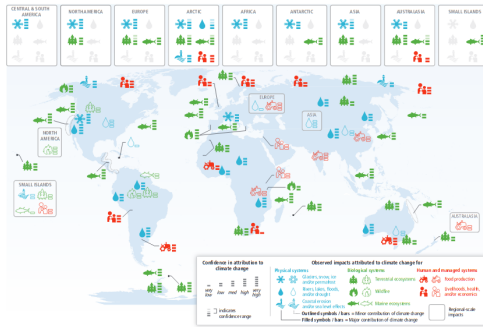 CENTRAL & SOUTH AMERICA
NORTH AMERICA
EUROPE
ARCTIC
AFRICA
ANTARCTIC
ASIA
AUSTRALASIA
SMALL ISLANDS
EUROPE
ASIA
NORTH AMERICA
SMALL ISLANDS
AUSTRALASIA
Confidence in attribution to climate change
very low
low
med
high
very high
indicates confidence range
Observed impacts attributed to climate change for
Physical systems
Glaciers, snow, ice and/or permafrost
Rivers, lakes, floods and/or drought
Coastal erosion and/or sea level effects
Biological systems
Terrestrial ecosystems
Wildfire
Marine ecosystems
Human and managed systems
Food production
Livelihoods, health, and/or economics
Outlined symbols / bars = Minor contribution of climate change
Filled symbols / bars = Major contribution of climate change
Regional-scale impacts